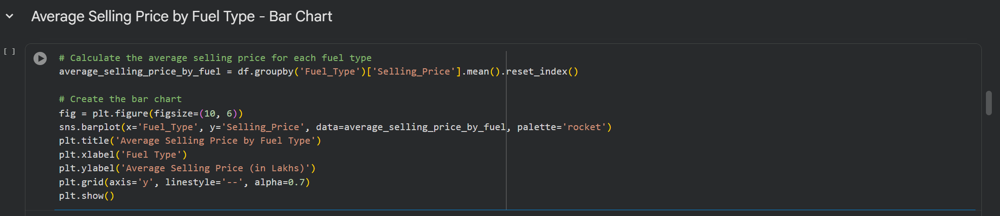 Average Selling Price by Fuel Type - Bar Chart
[ ]
# Calculate the average selling price for each fuel type
average_selling_price_by_fuel = df.groupby('Fuel_Type')['Selling_Price'].mean().reset_index()
# Create the bar chart
fig = plt.figure(figsize=(10, 6))
sns.barplot(x='Fuel_Type', y='Selling_Price', data=average_selling_price_by_fuel, palette='rocket')
plt.title('Average Selling Price by Fuel Type')
plt.xlabel('Fuel Type')
plt.ylabel('Average Selling Price (in Lakhs)')
plt.grid(axis='y', linestyle='--', alpha=0.7)
plt.show()